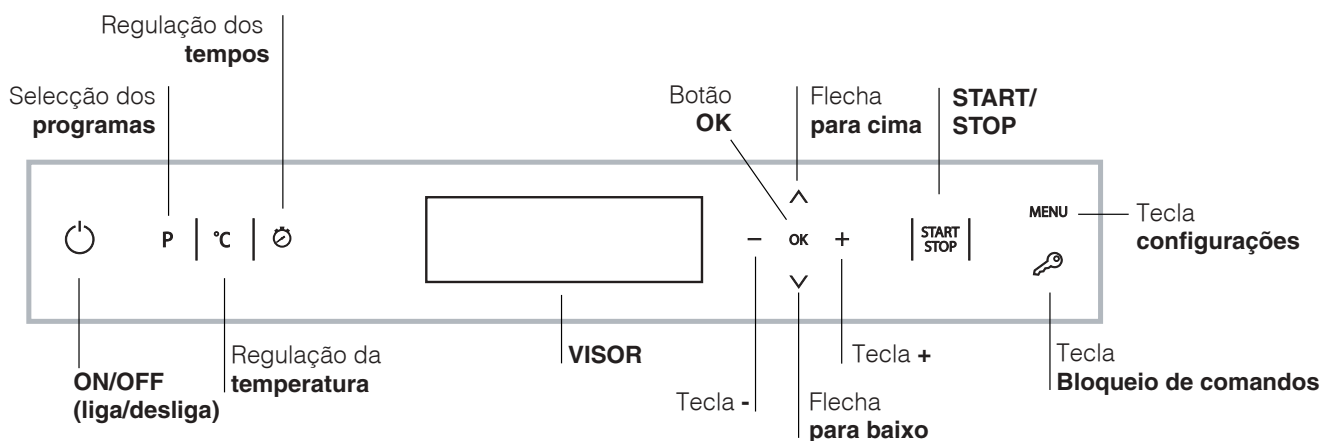 Regulação dos
tempos
Selecção dos
programas
Botão
OK
Flecha
para cima
START/
STOP
P
°C
OK
START
STOP
MENU
Tecla
configurações
ON/OFF
(liga/desliga)
Regulação da
temperatura
VISOR
Tecla -
Flecha
para baixo
Tecla +
Tecla
Bloqueio de comandos